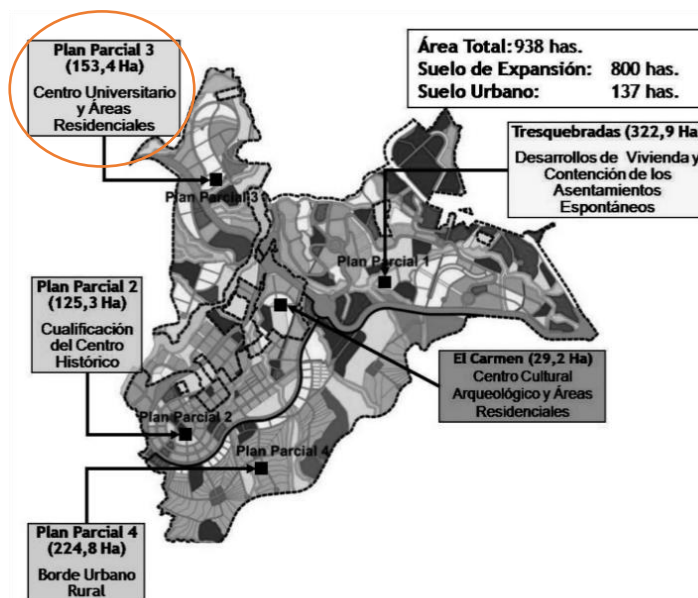 Plan Parcial 3
(153,4 Ha)
Centro Universitario
y Áreas
Residenciales
Área Total: 938 has.
Suelo de Expansión: 800 has.
Suelo Urbano: 137 has.
Tresquebradas (322,9 Ha
Desarrollos de Vivienda y
Contención de los
Asentamientos
Espontáneos
Plan Parcial 3
Plan Parcial 1
Plan Parcial 2
(125,3 Ha)
Cualificación
del Centro
Histórico
El Carmen (29,2 Ha)
Centro Cultural
Arqueológico y Áreas
Residenciales
Plan Parcial 2
Plan Parcial 4
Plan Parcial 4
(224,8 Ha)
Borde Urbano
Rural